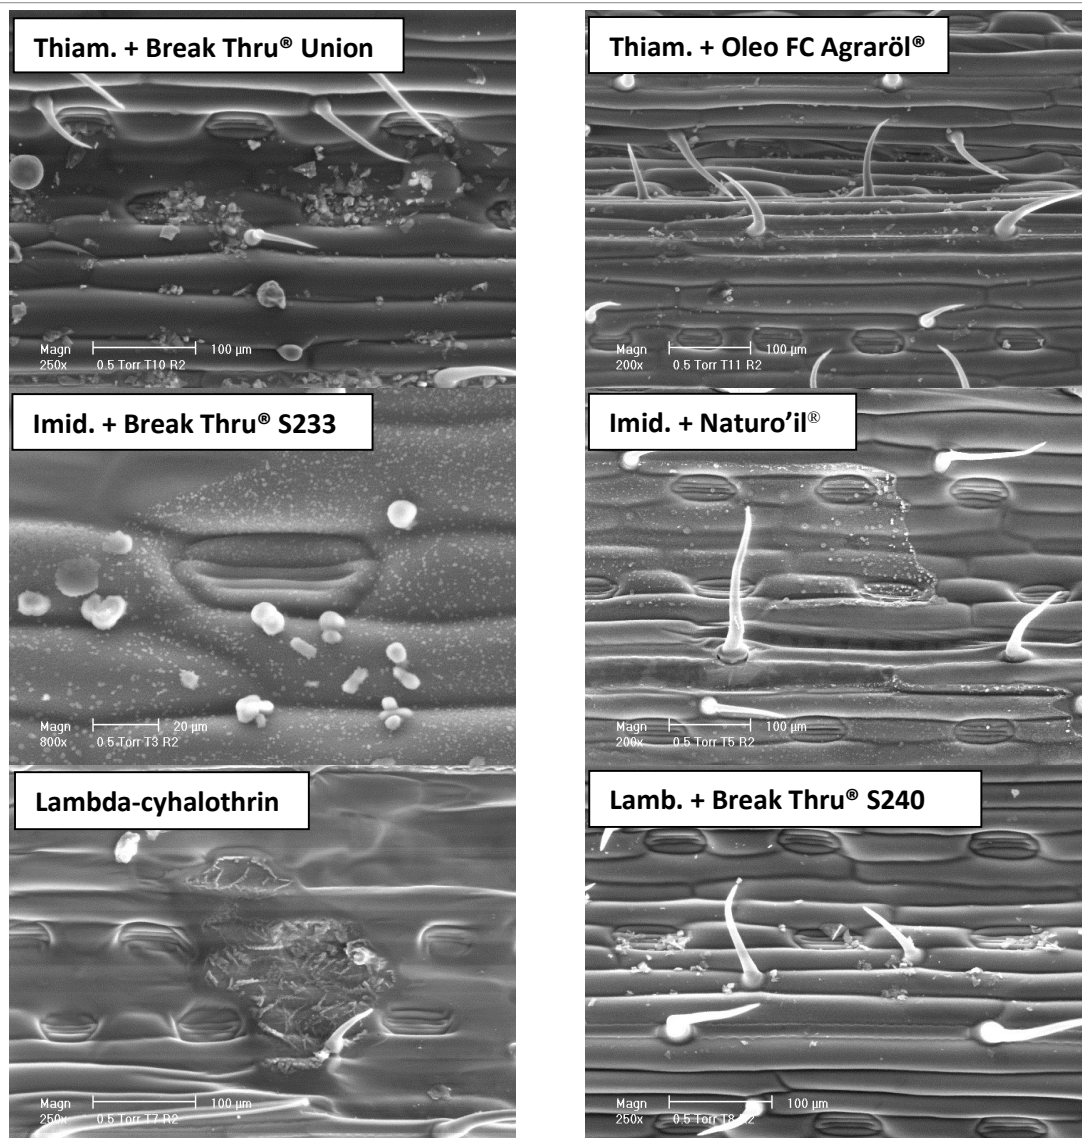 Thiam. + Break Thru® Union
Magn
100 µm
250x
0.5 Torr T10 R2
Thiam. + Oleo FC Agraröl®
Magn
100 µm
200x
0.5 Torr T11 R2
Imid. + Break Thru® S233
Magn
20 µm
800x
0.5 Torr T3 R2
Imid. + Naturo’il®
Magn
100 µm
200x
0.5 Torr T5 R2
Lambda-cyhalothrin
Magn
100 µm
250x
0.5 Torr T7 R2
Lamb. + Break Thru® S240
Magn
100 µm
250x
0.5 Torr T8 R2